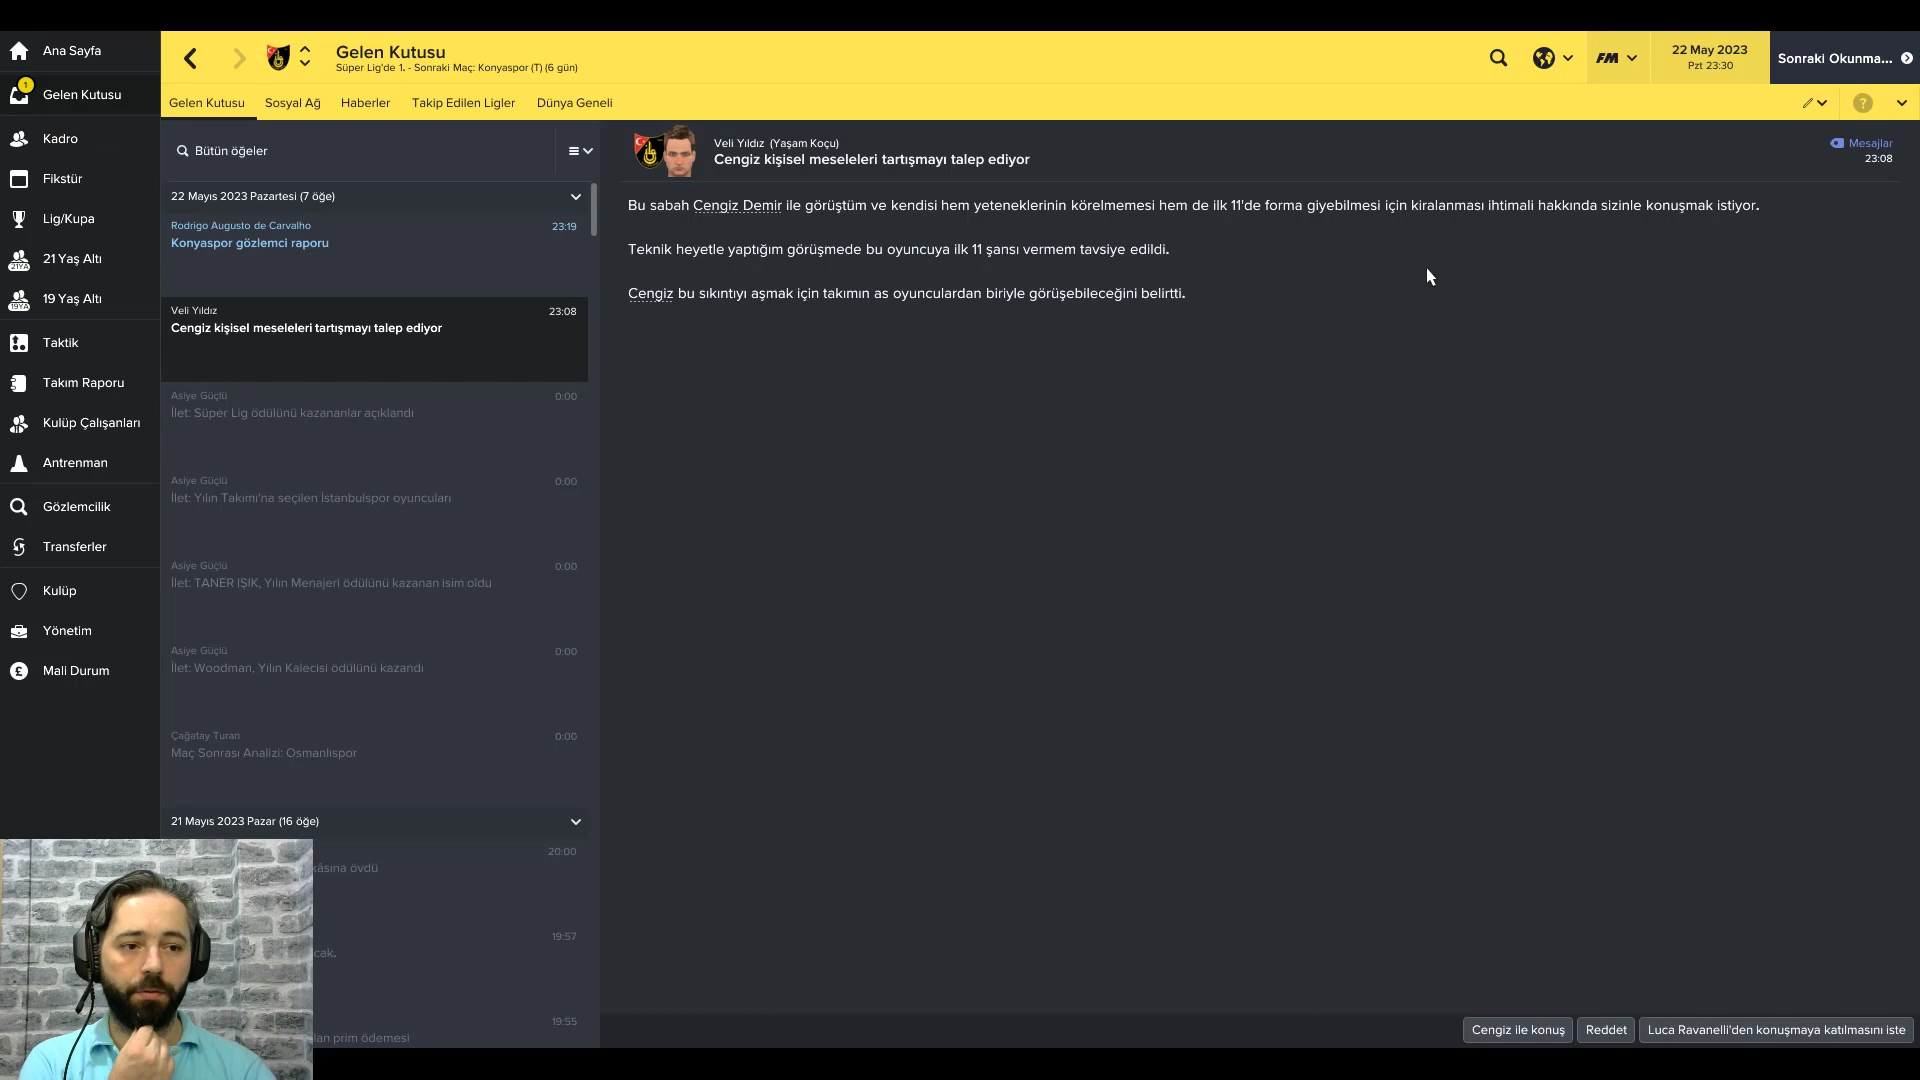 Ana Sayfa
1
Gelen Kutusu
Kadro
Fikstür
Lig/Kupa
21YA
21 Yaş Altı
19YA
19 Yaş Altı
Taktik
Takım Raporu
Kulüp Çalışanları
Antrenman
Gözlemcilik
Transferler
Kulüp
Yönetim
£
Mali Durum
Gelen Kutusu
Süper Lig'de 1. - Sonraki Maç: Konyaspor (T) (6 gün)
FM
22 May 2023
Pzt 23:30
Sonraki Okunma...
Gelen Kutusu
Sosyal Ağ
Haberler
Takip Edilen Ligler
Dünya Geneli
?
Bütün öğeler
22 Mayıs 2023 Pazartesi (7 öğe)
Rodrigo Augusto de Carvalho
23:19
Konyaspor gözlemci raporu
Veli Yıldız
23:08
Cengiz kişisel meseleleri tartışmayı talep ediyor
Asiye Güçlü
0:00
İlet: Süper Lig ödülünü kazananlar açıklandı
Asiye Güçlü
0:00
İlet: Yılın Takımı'na seçilen İstanbulspor oyuncuları
Asiye Güçlü
0:00
İlet: TANER IŞIK, Yılın Menajeri ödülünü kazanan isim oldu
Asiye Güçlü
0:00
İlet: Woodman, Yılın Kalecisi ödülünü kazandı
Çağatay Turan
0:00
Maç Sonrası Analizi: Osmanlıspor
21 Mayıs 2023 Pazar (16 öğe)
20:00
kâsına övdü
19:57
cak,
19:55
lan prim ödemesi
Veli Yıldız (Yaşam Koçu)
Cengiz kişisel meseleleri tartışmayı talep ediyor
Mesajlar
23:08
Bu sabah Cengiz Demir ile görüştüm ve kendisi hem yeteneklerinin körelmemesi hem de ilk 11'de forma giyebilmesi için kiralanması ihtimali hakkında sizinle konuşmak istiyor.
Teknik heyetle yaptığım görüşmede bu oyuncuya ilk 11 şansı vermem tavsiye edildi.
Cengiz bu sıkıntıyı aşmak için takımın as oyunculardan biriyle görüşebileceğini belirtti.
Cengiz ile konuş
Reddet
Luca Ravanelli'den konuşmaya katılmasını iste